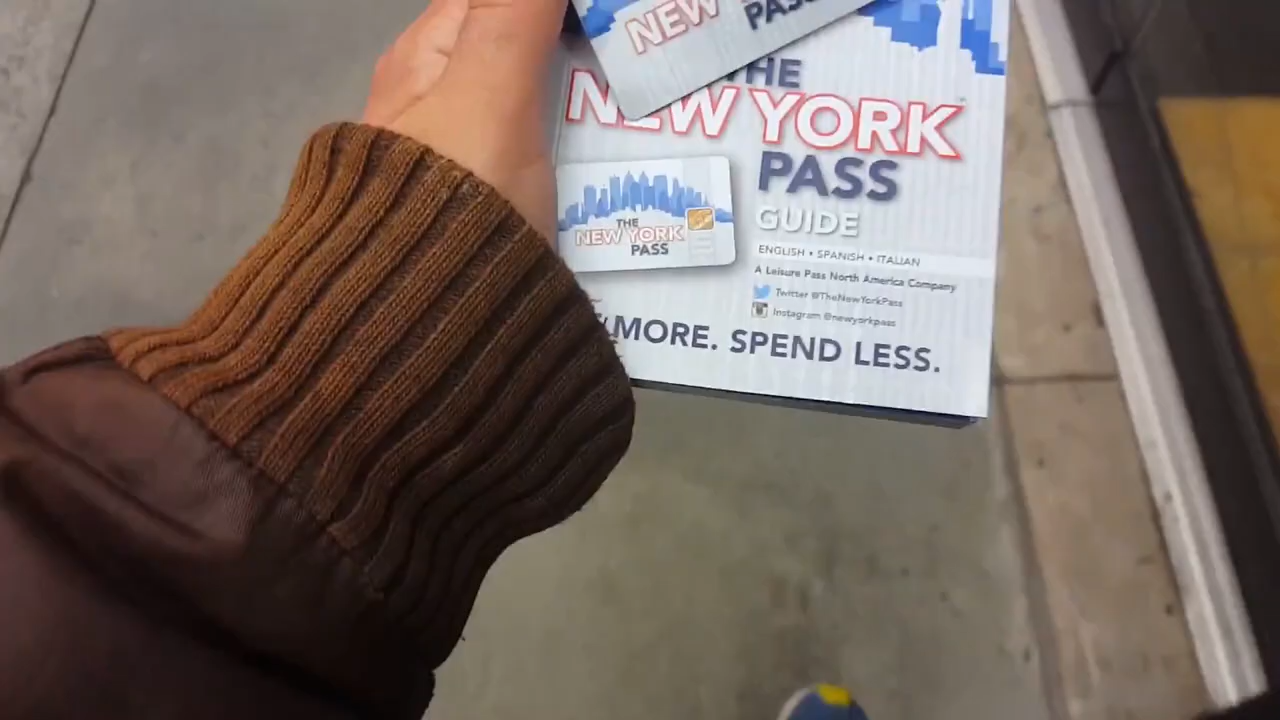 NEW
PASS
THE
NEW YORK
PASS
GUIDE
THE
NEW YORK
PASS
ENGLISH • SPANISH • ITALIAN
A Leisure Pass North America Company
Twitter @TheNewYorkPass
Instagram @newyorkpass
MORE. SPEND LESS.